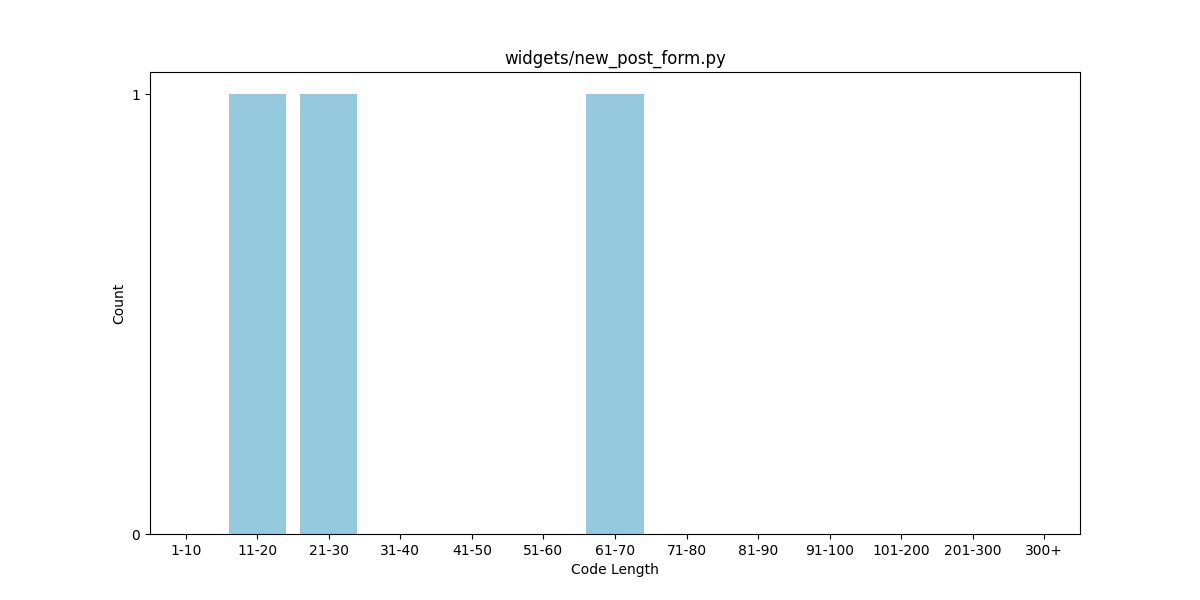 widgets/new_post_form.py
1
0
Count
1-10 11-20 21-30 31-40 41-50 51-60 61-70 71-80 81-90 91-100 101-200 201-300 300+
Code Length